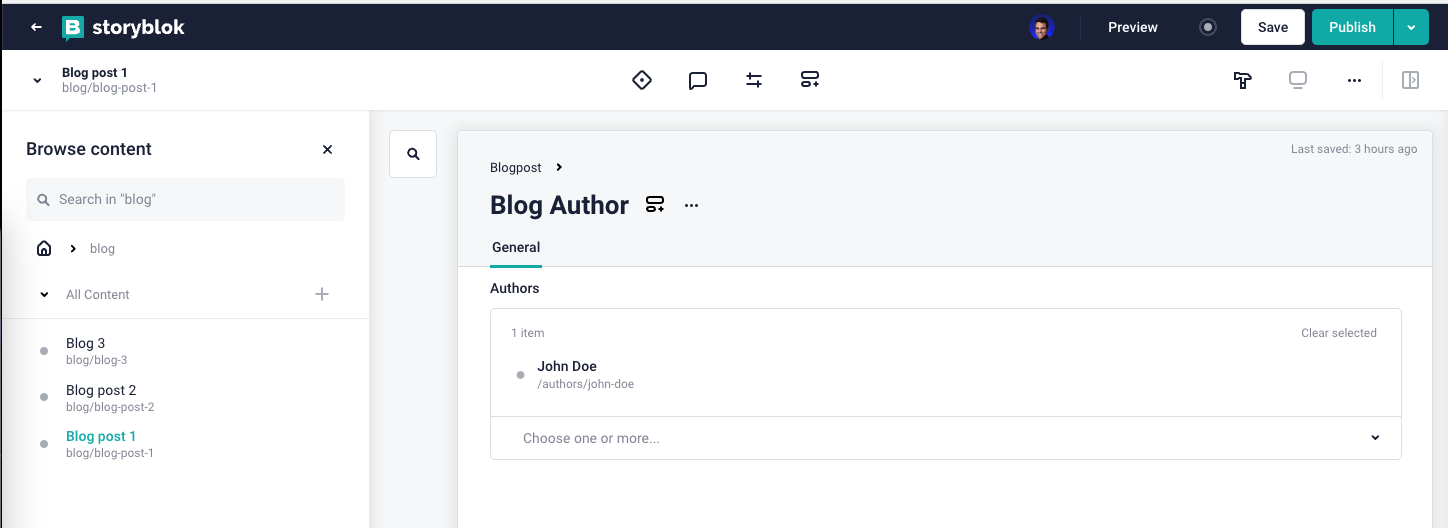 storyblok
Preview
Save
Publish
Blog post 1
blog/blog-post-1
Browse content
Search in "blog"
blog
All Content
Blog 3
blog/blog-3
Blog post 2
blog/blog-post-2
Blog post 1
blog/blog-post-1
Last saved: 3 hours ago
Blogpost
Blog Author
General
Authors
1 item
Clear selected
John Doe
/authors/john-doe
Choose one or more...